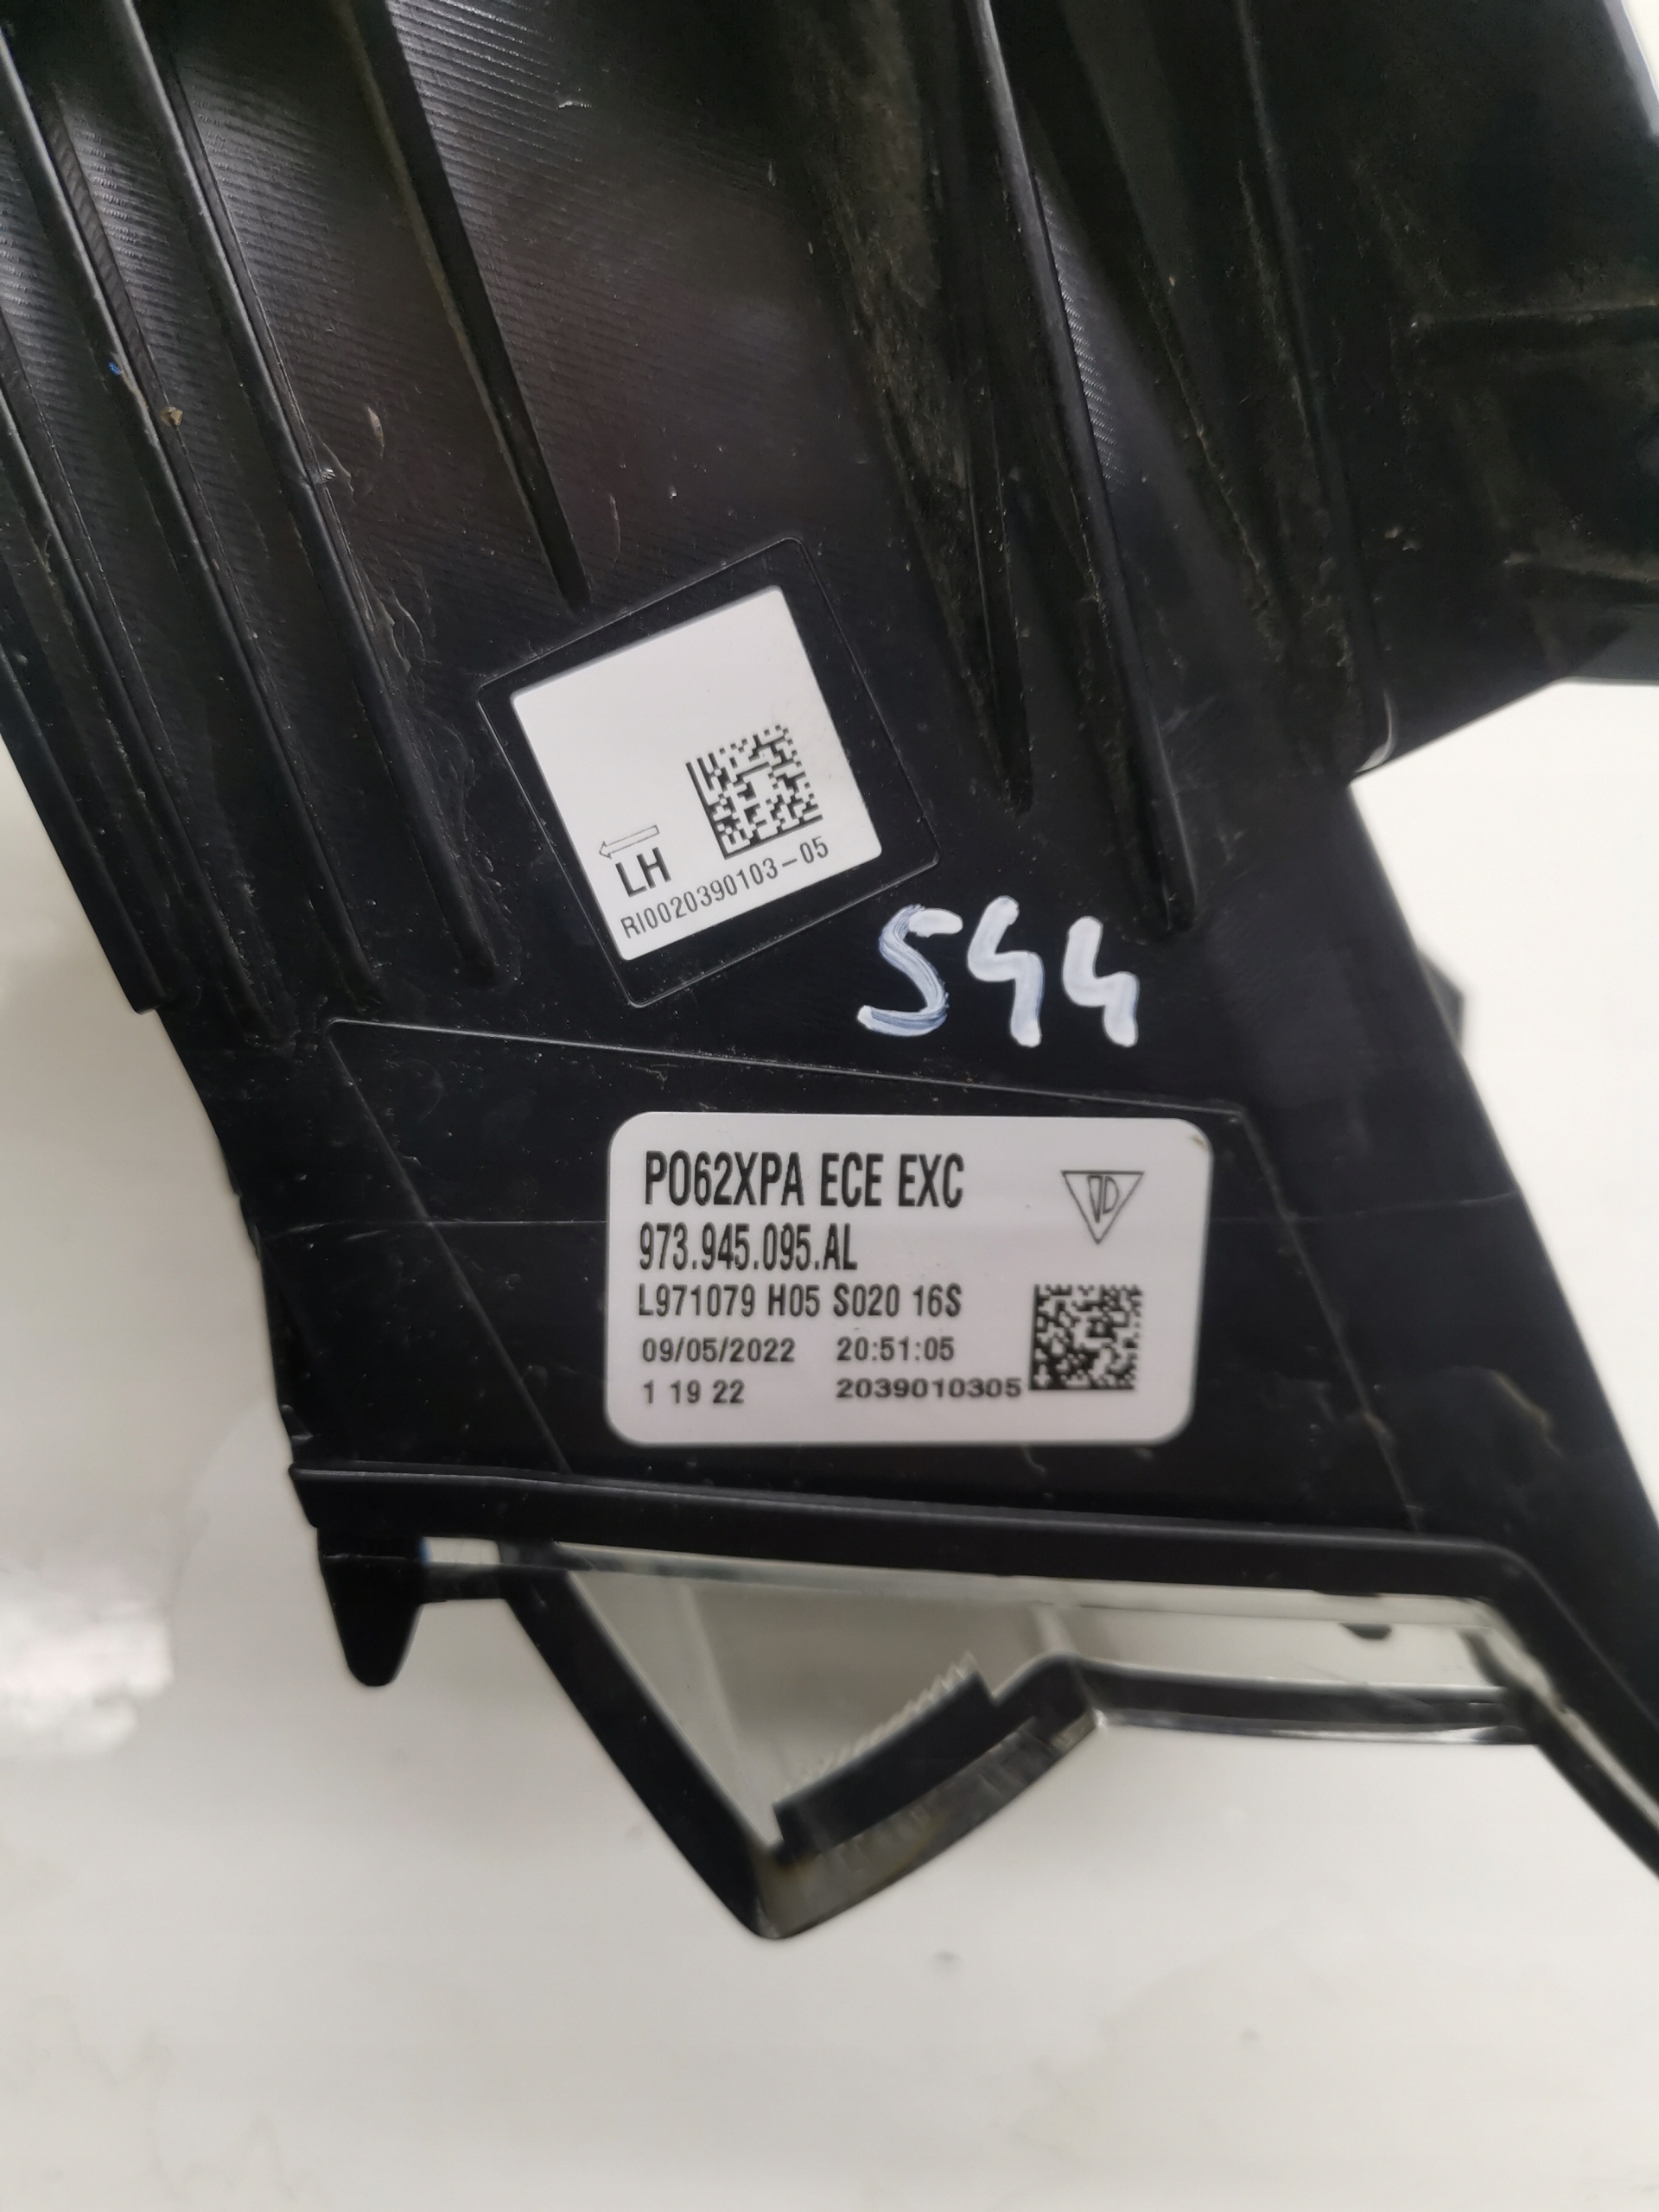 LH
RI0020390103-05
544
PO62XPA ECE EXC
973.945.095.AL
L971079 H05 S020 16S
09/05/2022 20:51:05
1 19 22 2039010305